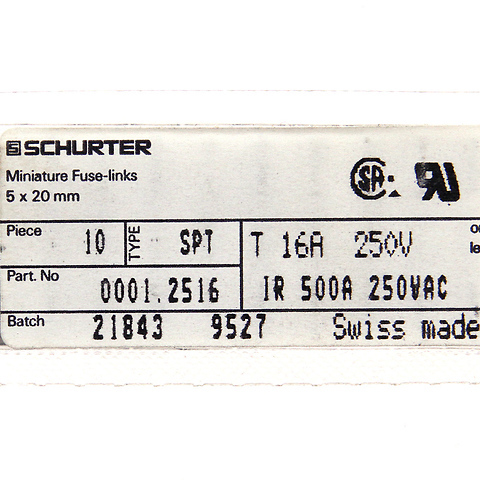 SCHURTER
Miniature Fuse-links
5 x 20 mm
Piece 10 TYPE SPT
T 16A 250V
Part. No 0001.2516
IR 500A 250VAC
Batch 21843 9527 Swiss made